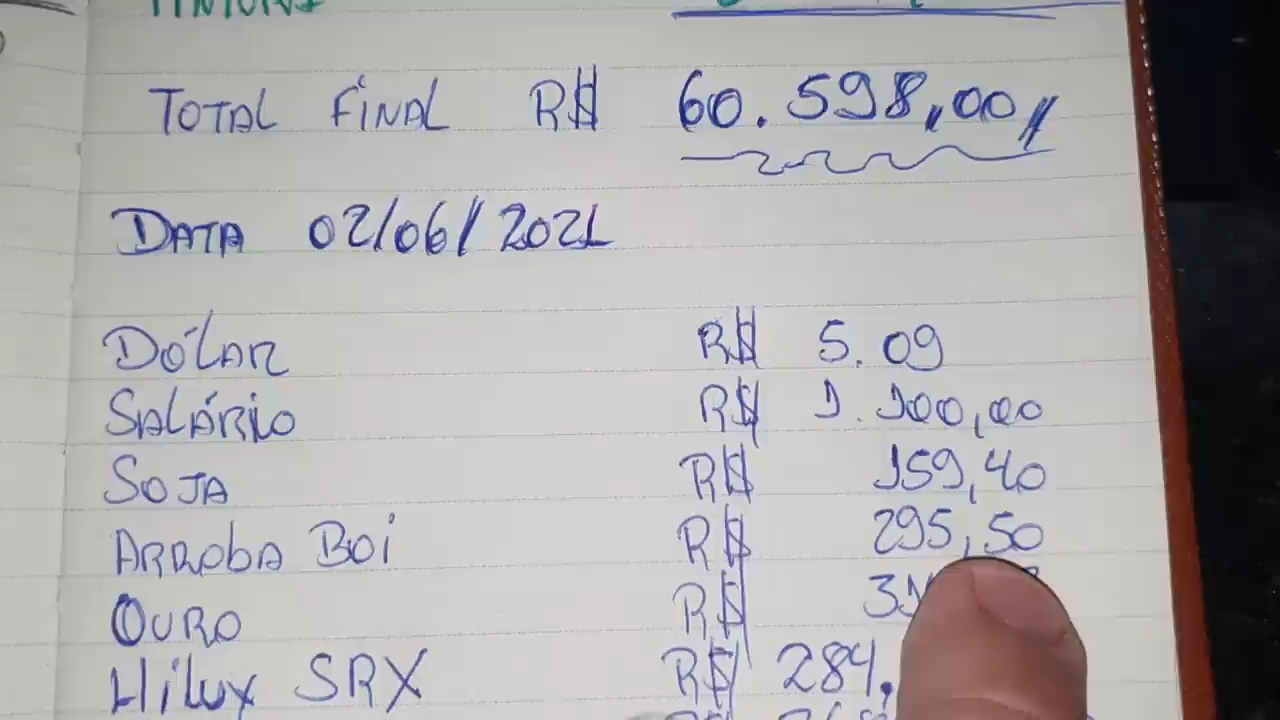 TOTAL FINAL R$ 60.598,00
DATA 02/06/2021
DÓLAR R$ 5.09
SALÁRIO R$ 1.100,00
SOJA R$ 159,40
ARROBA BOI R$ 295,50
OURO R$
HILUX SRX R$ 284.